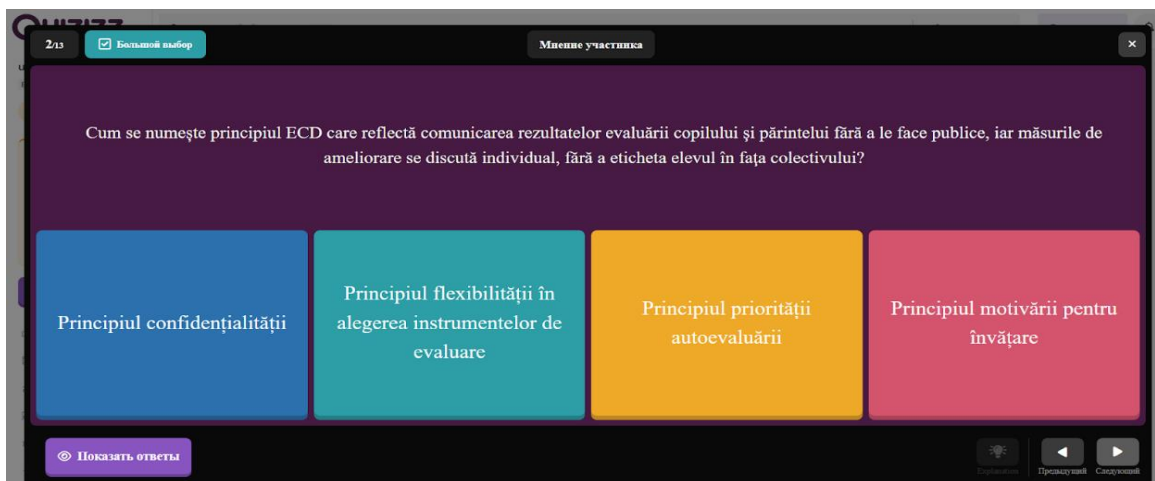 QUIZIZZ
2/13
Большой выбор
Мнение участника
Cum se numește principiul ECD care reflectă comunicarea rezultatelor evaluării copilului și părintelui fără a le face publice, iar măsurile de
ameliorare se discută individual, fără a eticheta elevul în fața colectivului?
Principiul confidențialității
Principiul flexibilității în
alegerea instrumentelor de
evaluare
Principiul priorității
autoevaluării
Principiul motivării pentru
învățare
Показать ответы
Explanation
Предыдущий
Следующий